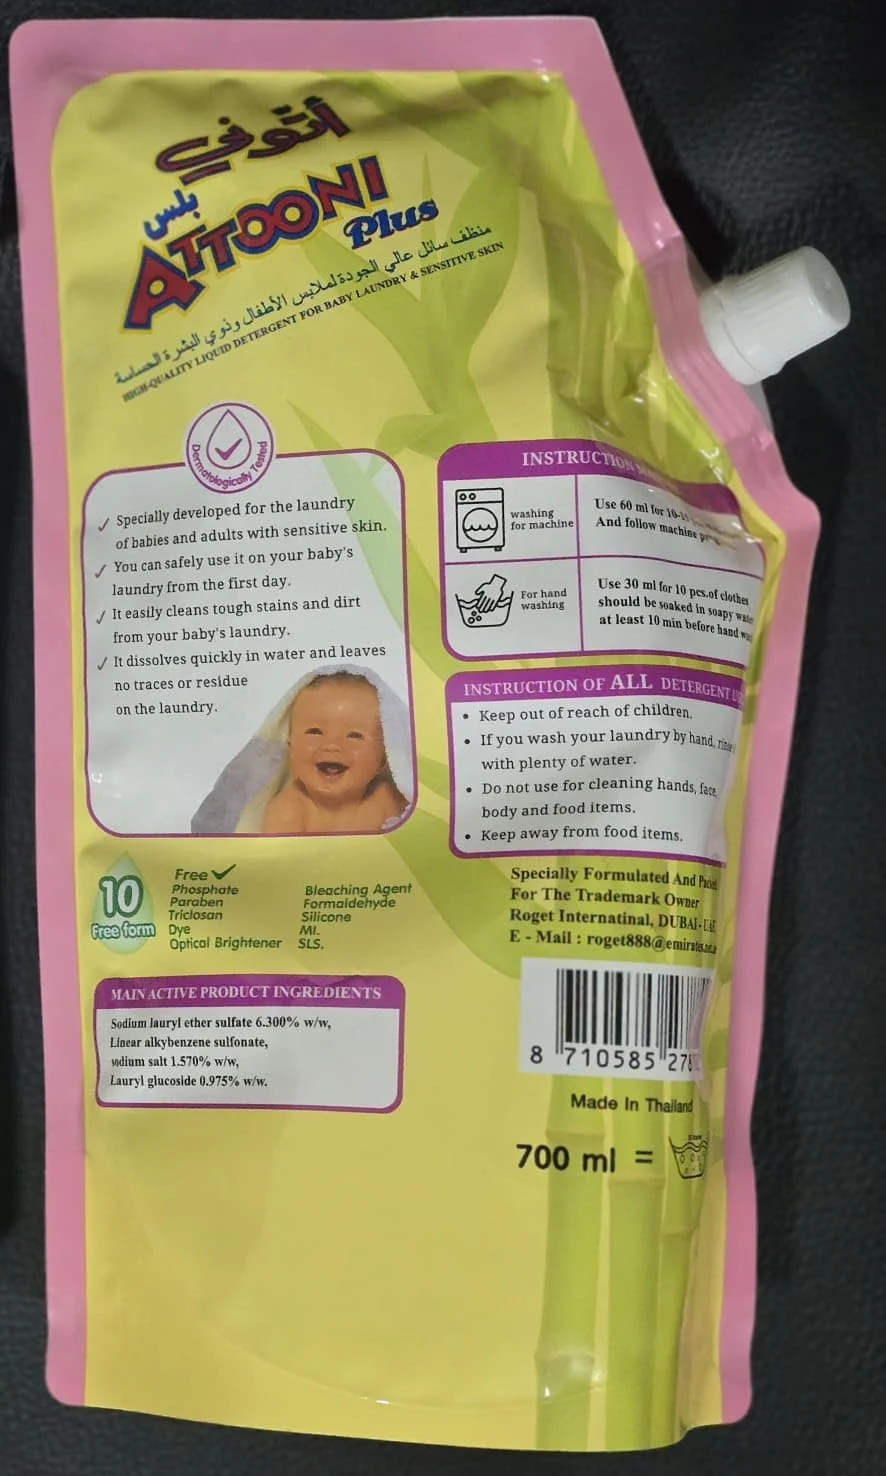 أتوني
بلس
ATTOONI
Plus
منظف سائل عالي الجودة لملابس الأطفال وذوي البشرة الحساسة
HIGH-QUALITY LIQUID DETERGENT FOR BABY LAUNDRY & SENSITIVE SKIN
Dermatologically Tested
✓ Specially developed for the laundry
of babies and adults with sensitive skin.
✓ You can safely use it on your baby's
laundry from the first day.
✓ It easily cleans tough stains and dirt
from your baby's laundry.
✓ It dissolves quickly in water and leaves
no traces or residue
on the laundry.
INSTRUCTION
washing
for machine
Use 60 ml for
And follow machine
For hand
washing
Use 30 ml for 10 pcs.of clothes
should be soaked in soapy
at least 10 min before hand
INSTRUCTION OF ALL DETERGENT
• Keep out of reach of children.
• If you wash your laundry by hand,
with plenty of water.
• Do not use for cleaning hands, face,
body and food items.
• Keep away from food items.
10
Free form
Free ✓
Phosphate
Paraben
Triclosan
Dye
Optical Brightener
Bleaching Agent
Formaldehyde
Silicone
MI.
SLS.
Specially Formulated And
For The Trademark Owner
Roget Internatinal, DUBAI -
E - Mail : roget888@emirates.
MAIN ACTIVE PRODUCT INGREDIENTS
Sodium lauryl ether sulfate 6.300% w/w,
Linear alkybenzene sulfonate,
sodium salt 1.570% w/w,
Lauryl glucoside 0.975% w/w.
8 710585 278
Made In Thailand
700 ml =